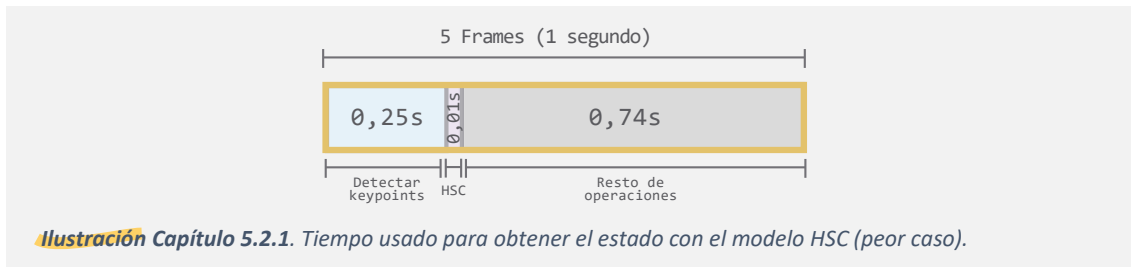 5 Frames (1 segundo)
0,25s
0,01s
0,74s
Detectar
keypoints
HSC
Resto de
operaciones
Ilustración Capítulo 5.2.1. Tiempo usado para obtener el estado con el modelo HSC (peor caso).